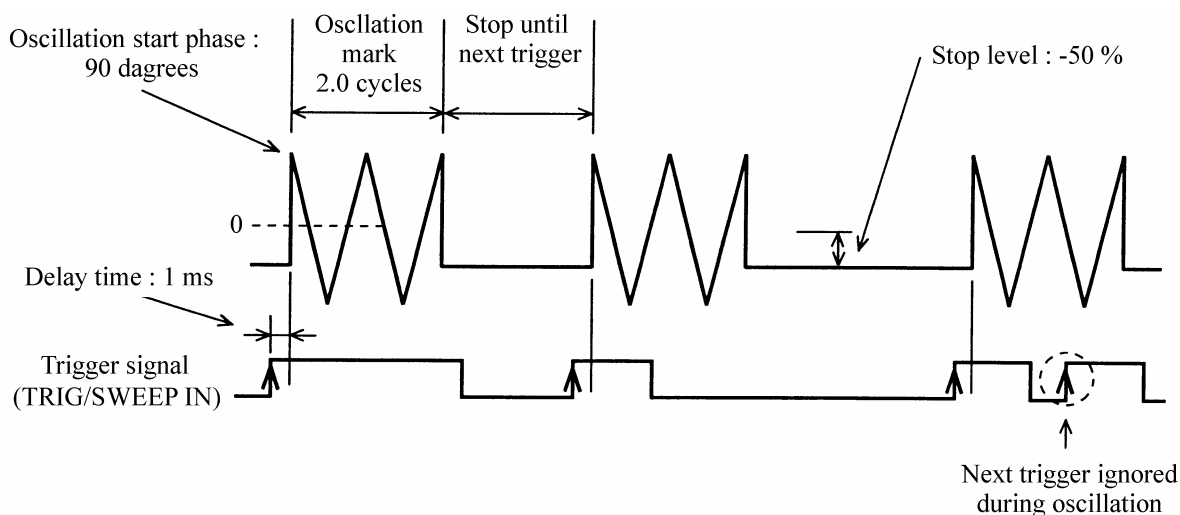 Oscillation start phase :
90 dagrees
Oscllation
mark
2.0 cycles
Stop until
next trigger
Stop level : -50 %
0
Delay time : 1 ms
Trigger signal
(TRIG/SWEEP IN)
Next trigger ignored
during oscillation